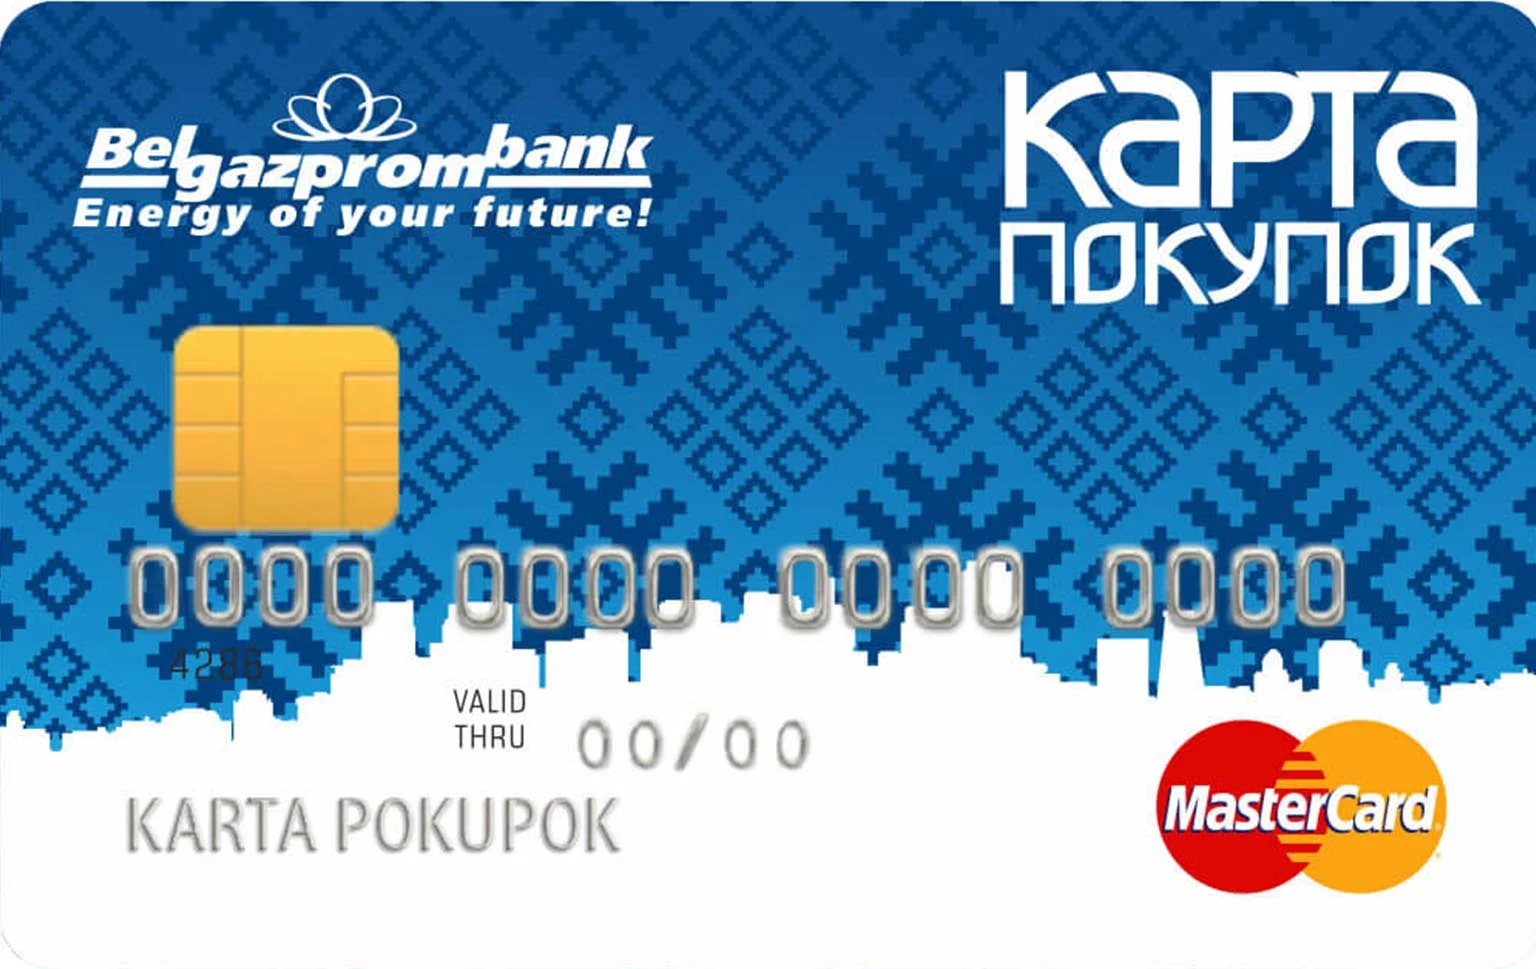 Belgazprombank
Energy of your future!
КАРТА
ПОКУПОК
0000 0000 0000 0000
4286
VALID
THRU
00/00
KARTA POKUPOK
MasterCard